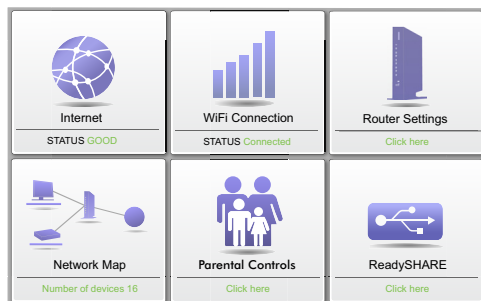 Internet
WiFi Connection
Router Settings
STATUS GOOD
STATUS Connected
Click here
Network Map
Parental Controls
ReadySHARE
Number of devices 16
Click here
Click here